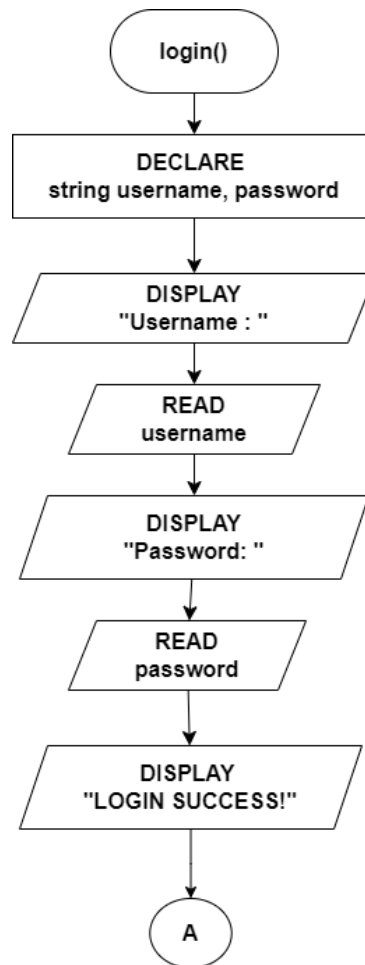 login()
DECLARE
string username, password
DISPLAY
"Username : "
READ
username
DISPLAY
"Password: "
READ
password
DISPLAY
"LOGIN SUCCESS!"
A